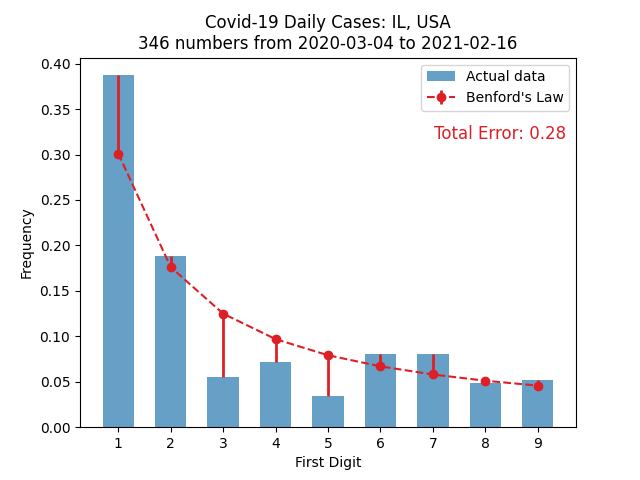 Covid-19 Daily Cases: IL, USA
346 numbers from 2020-03-04 to 2021-02-16
Actual data
Benford's Law
Total Error: 0.28
Frequency
0.40
0.35
0.30
0.25
0.20
0.15
0.10
0.05
0.00
1 2 3 4 5 6 7 8 9
First Digit